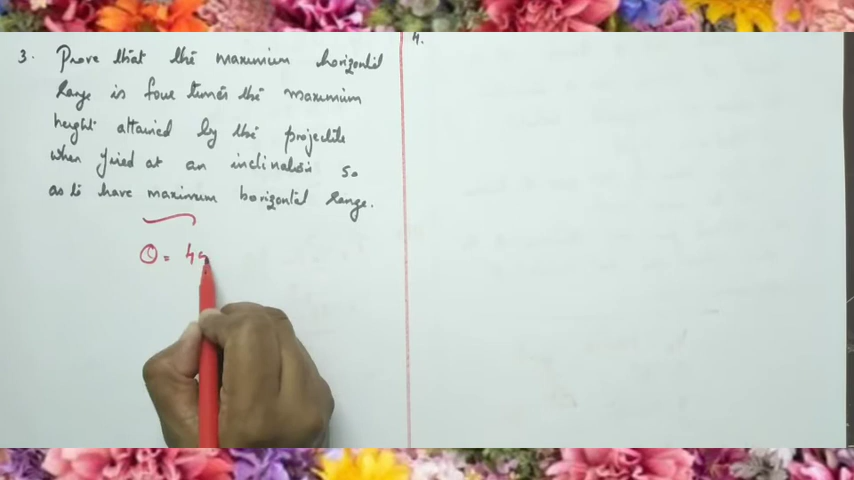 3. Prove that the maximum horizontal
Range is four times the maximum
height attained by the projectile
when fired at an inclination so
as to have maximum horizontal Range.
θ = 45
4.